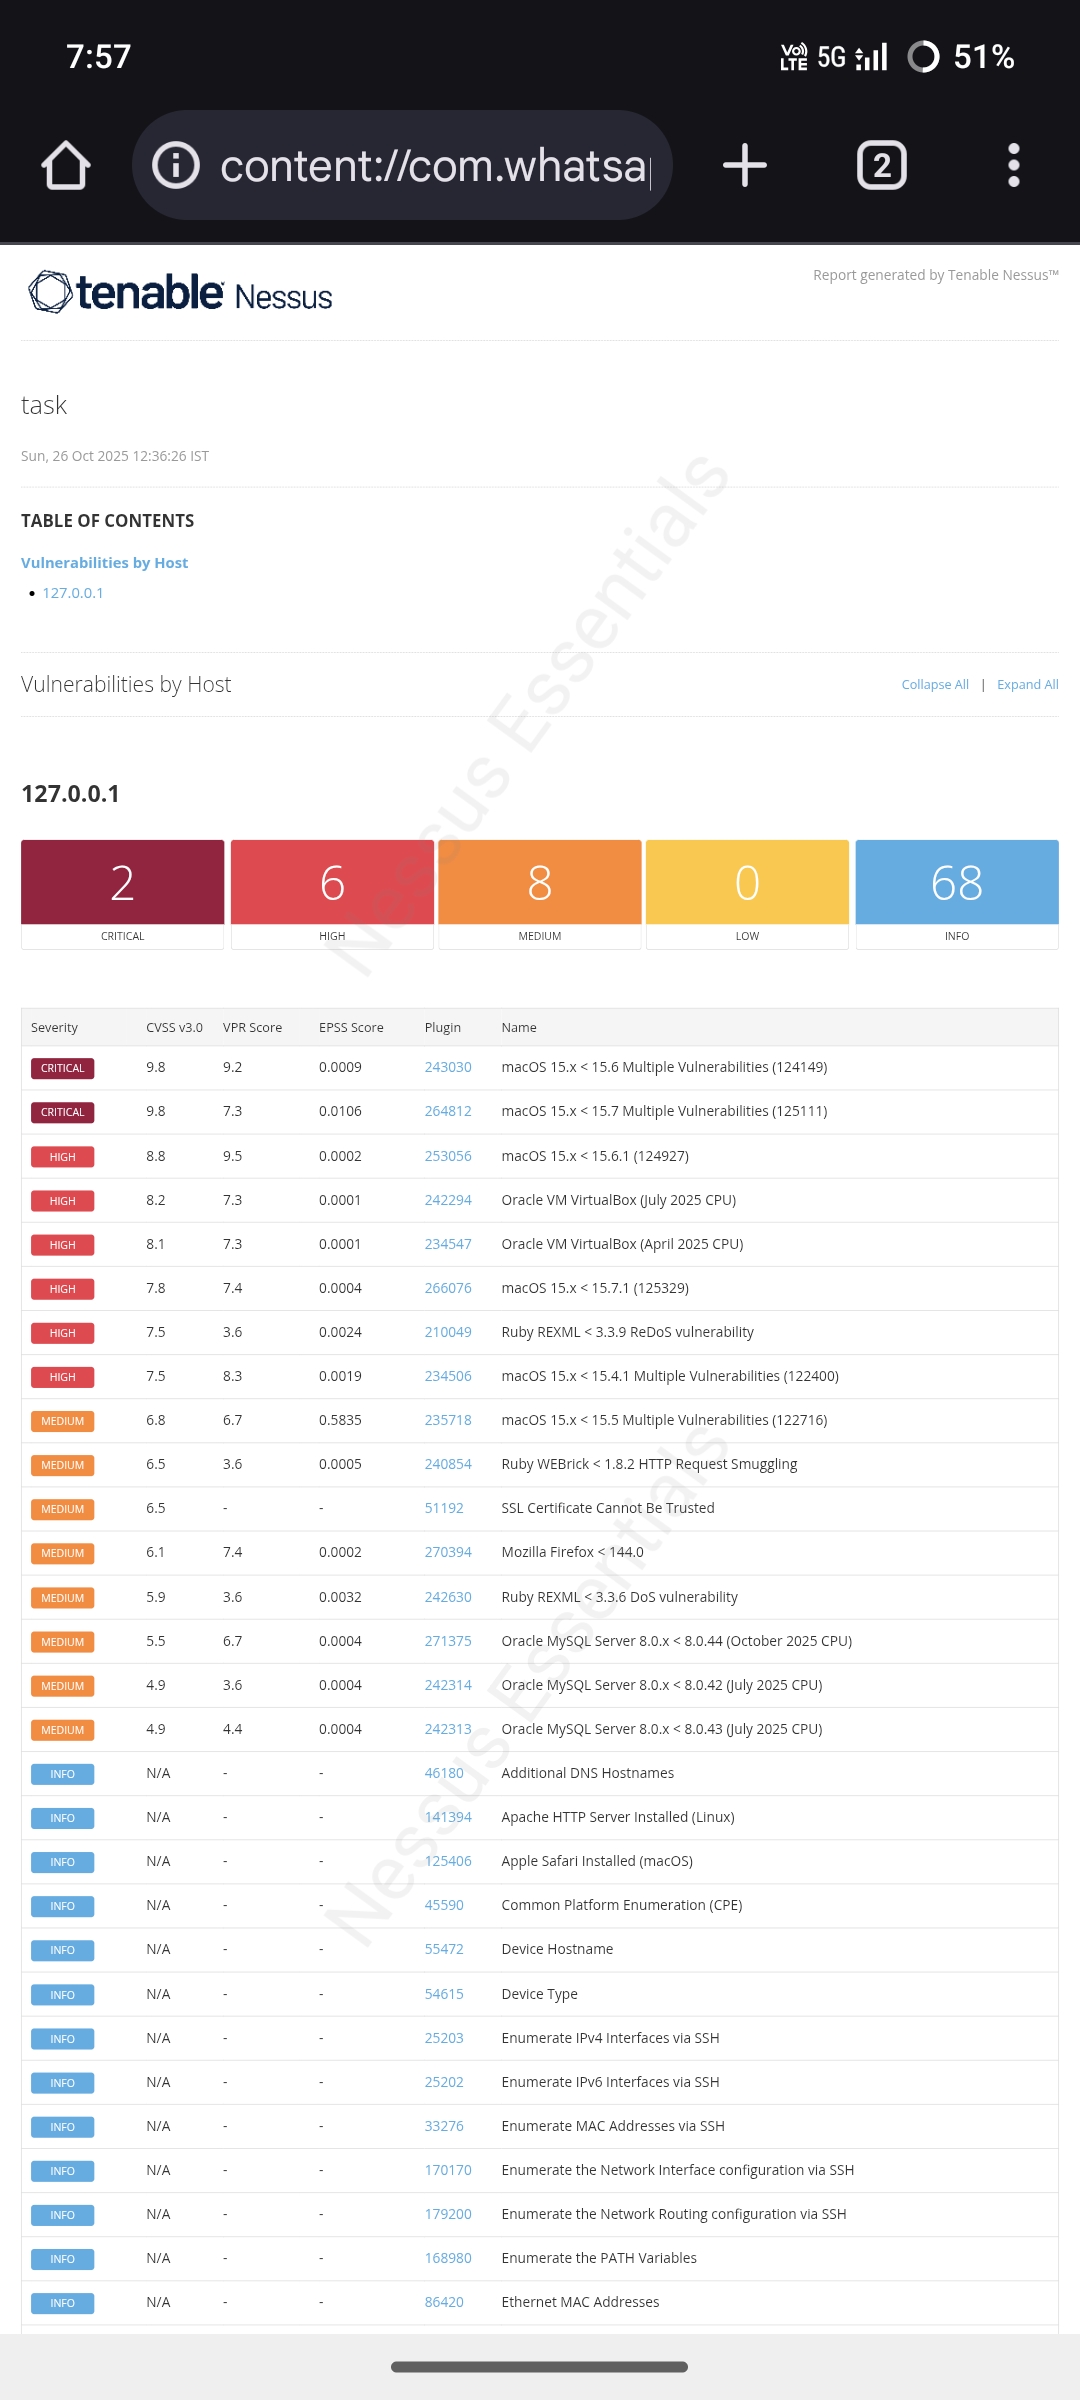 7:57
Vo) LTE 5G 51%
content://com.whatsa
2
tenable Nessus
Report generated by Tenable Nessus™
task
Sun, 26 Oct 2025 12:36:26 IST
TABLE OF CONTENTS
Vulnerabilities by Host
• 127.0.0.1
Vulnerabilities by Host
Collapse All | Expand All
127.0.0.1
2 6 8 0 68
CRITICAL HIGH MEDIUM LOW INFO
Severity CVSS v3.0 VPR Score EPSS Score Plugin Name
CRITICAL 9.8 9.2 0.0009 243030 macOS 15.x < 15.6 Multiple Vulnerabilities (124149)
CRITICAL 9.8 7.3 0.0106 264812 macOS 15.x < 15.7 Multiple Vulnerabilities (125111)
HIGH 8.8 9.5 0.0002 253056 macOS 15.x < 15.6.1 (124927)
HIGH 8.2 7.3 0.0001 242294 Oracle VM VirtualBox (July 2025 CPU)
HIGH 8.1 7.3 0.0001 234547 Oracle VM VirtualBox (April 2025 CPU)
HIGH 7.8 7.4 0.0004 266076 macOS 15.x < 15.7.1 (125329)
HIGH 7.5 3.6 0.0024 210049 Ruby REXML < 3.3.9 ReDoS vulnerability
HIGH 7.5 8.3 0.0019 234506 macOS 15.x < 15.4.1 Multiple Vulnerabilities (122400)
MEDIUM 6.8 6.7 0.5835 235718 macOS 15.x < 15.5 Multiple Vulnerabilities (122716)
MEDIUM 6.5 3.6 0.0005 240854 Ruby WEBrick < 1.8.2 HTTP Request Smuggling
MEDIUM 6.5 - - 51192 SSL Certificate Cannot Be Trusted
MEDIUM 6.1 7.4 0.0002 270394 Mozilla Firefox < 144.0
MEDIUM 5.9 3.6 0.0032 242630 Ruby REXML < 3.3.6 DoS vulnerability
MEDIUM 5.5 6.7 0.0004 271375 Oracle MySQL Server 8.0.x < 8.0.44 (October 2025 CPU)
MEDIUM 4.9 3.6 0.0004 242314 Oracle MySQL Server 8.0.x < 8.0.42 (July 2025 CPU)
MEDIUM 4.9 4.4 0.0004 242313 Oracle MySQL Server 8.0.x < 8.0.43 (July 2025 CPU)
INFO N/A - - 46180 Additional DNS Hostnames
INFO N/A - - 141394 Apache HTTP Server Installed (Linux)
INFO N/A - - 125406 Apple Safari Installed (macOS)
INFO N/A - - 45590 Common Platform Enumeration (CPE)
INFO N/A - - 55472 Device Hostname
INFO N/A - - 54615 Device Type
INFO N/A - - 25203 Enumerate IPv4 Interfaces via SSH
INFO N/A - - 25202 Enumerate IPv6 Interfaces via SSH
INFO N/A - - 33276 Enumerate MAC Addresses via SSH
INFO N/A - - 170170 Enumerate the Network Interface configuration via SSH
INFO N/A - - 179200 Enumerate the Network Routing configuration via SSH
INFO N/A - - 168980 Enumerate the PATH Variables
INFO N/A - - 86420 Ethernet MAC Addresses
Nessus Essentials
Nessus Essentials